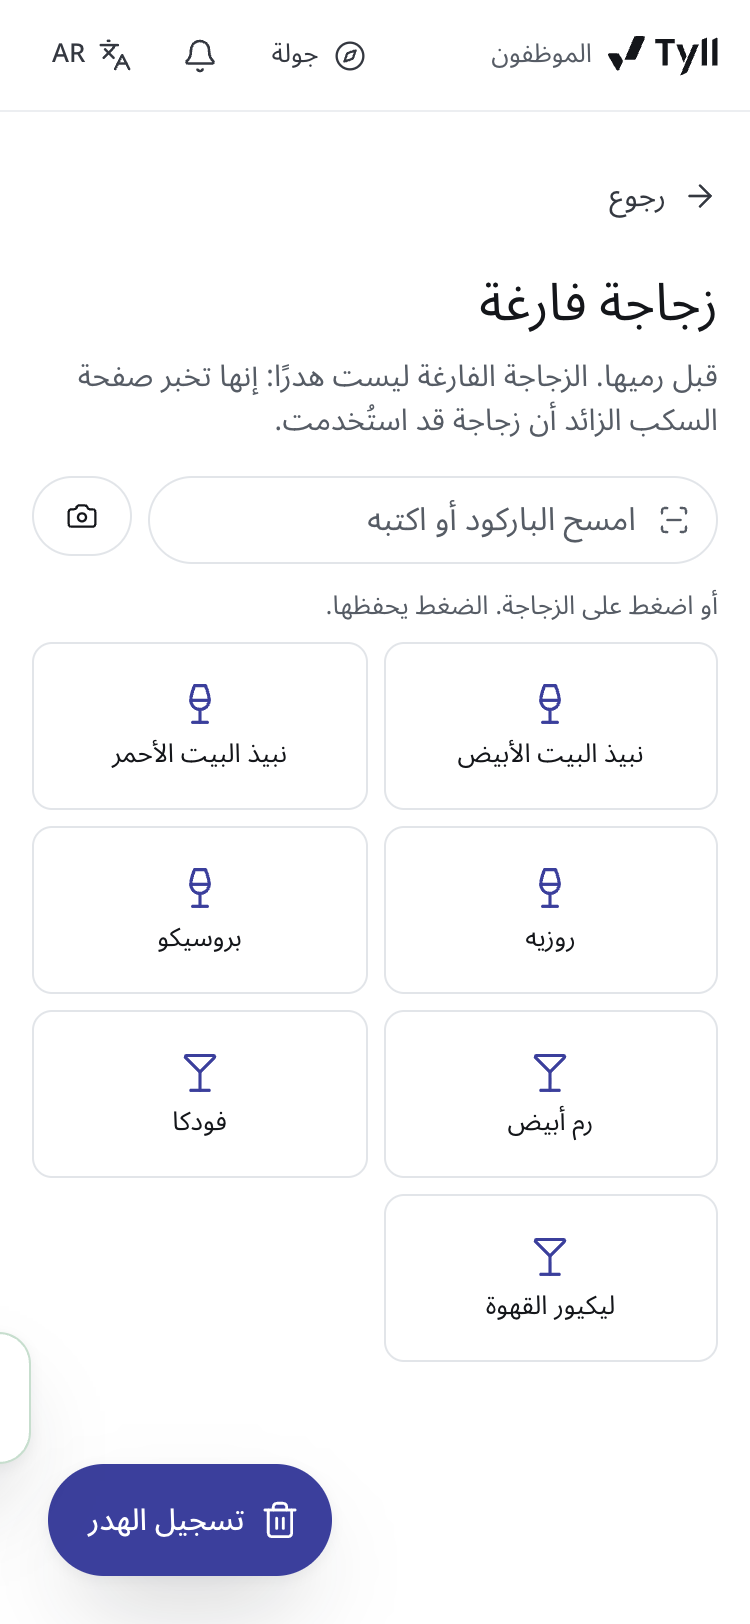 Tyll الموظفون جولة AR
رجوع
زجاجة فارغة
قبل رميها. الزجاجة الفارغة ليست هدرًا: إنها تخبر صفحة
السكب الزائد أن زجاجة قد استُخدمت.
امسح الباركود أو اكتبه
أو اضغط على الزجاجة. الضغط يحفظها.
نبيذ البيت الأبيض
نبيذ البيت الأحمر
روزيه
بروسيكو
رم أبيض
فودكا
ليكيور القهوة
تسجيل الهدر